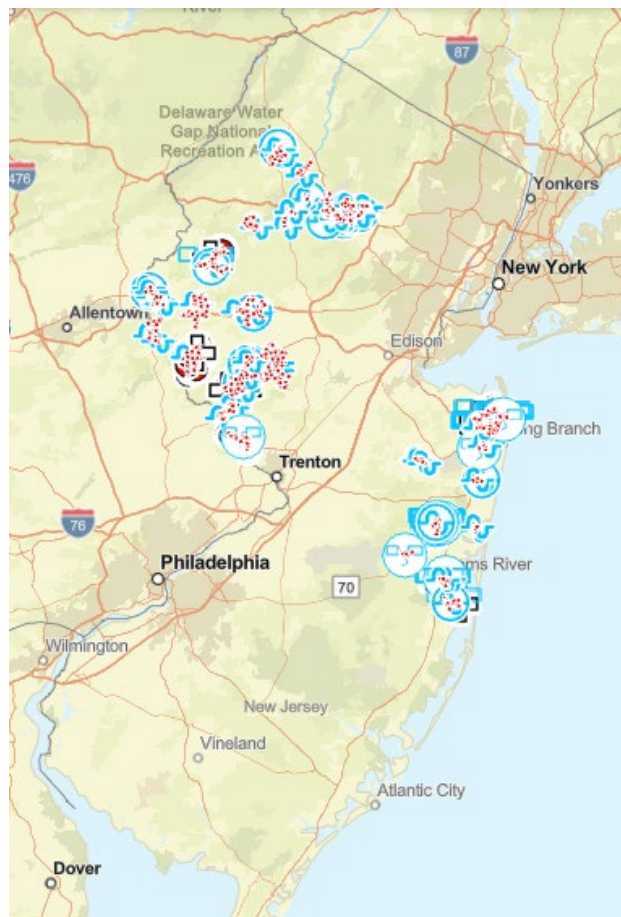 River
87
Delaware Water
Gap National
Recreation A
476
Yonkers
New York
Allentown
Edison
ng Branch
Trenton
76
Philadelphia
70
ms River
Wilmington
New Jersey
Vineland
Atlantic City
Dover